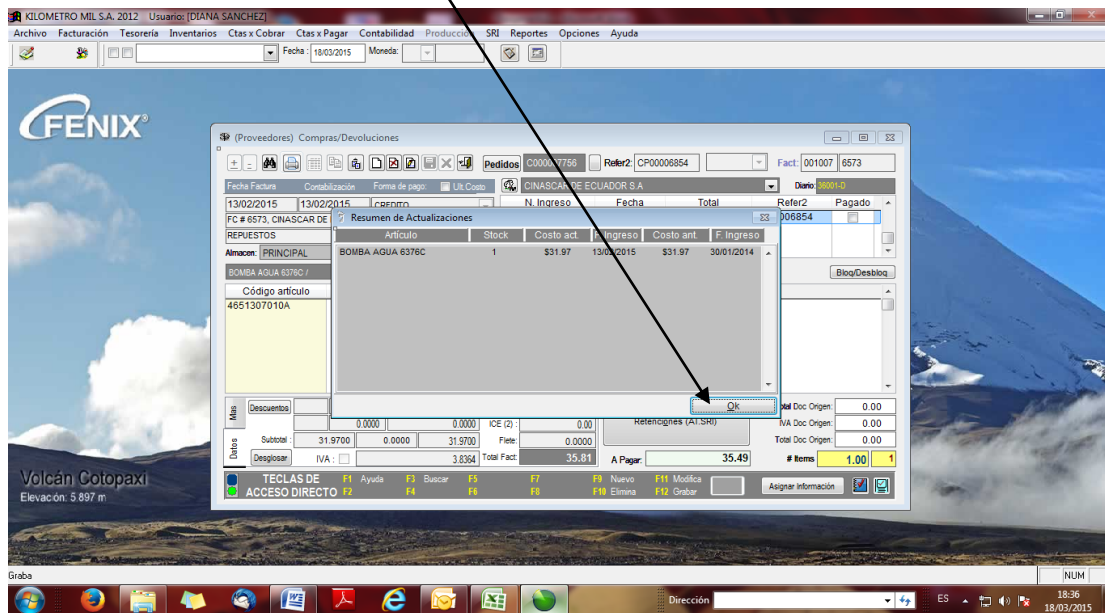 KILOMETRO MIL S.A. 2012 Usuario: [DIANA SANCHEZ]
Archivo Facturación Tesorería Inventarios Ctas x Cobrar Ctas x Pagar Contabilidad Producción SRI Reportes Opciones Ayuda
Fecha : 18/03/2015 Moneda:
FENIX®
(Proveedores) Compras/Devoluciones
Pedidos Refer2: CP00006854 Fact: 001007 6573
Fecha Factura Contabilización Forma de pago: Ult.Costo CINASCAR DE ECUADOR S.A Diario: 36001-D
13/02/2015 13/02/2015 CREDITO N. Ingreso Fecha Total Refer2 Pagado
FC # 6573, CINASCAR DE 006854
Resumen de Actualizaciones
REPUESTOS
Artículo Stock Costo act. F. Ingreso Costo ant. F. Ingreso
Almacen: PRINCIPAL
BOMBA AGUA 6376C 1 $31.97 13/02/2015 $31.97 30/01/2014
BOMBA AGUA 6376C / Bloq/Desbloq
Código artículo
4651307010A
Ok
Mas Descuentos Total Doc Origen: 0.00
0.0000 0.0000 ICE (2) : 0.00 Retenciones (AT.SRI) IVA Doc Origen: 0.00
Datos Subtotal : 31.9700 0.0000 31.9700 Flete: 0.0000 Total Doc Origen: 0.00
Desglosar IVA : 3.8364 Total Fact: 35.81 A Pagar: 35.49 # Items 1.00 1
TECLAS DE ACCESO DIRECTO
F1 Ayuda F3 Buscar F5 F7 F9 Nuevo F11 Modifica
F2 F4 F6 F8 F10 Elimina F12 Grabar
Asignar Información
Volcán Cotopaxi
Elevación: 5.897 m
Graba NUM
Dirección ES 18:36
18/03/2015